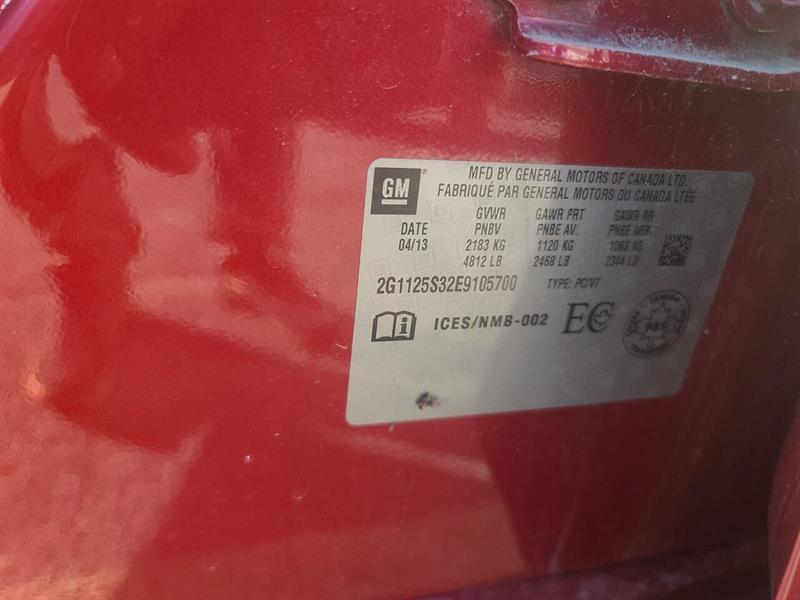 GM
MFD BY GENERAL MOTORS OF CANADA LTD.
FABRIQUÉ PAR GENERAL MOTORS DU CANADA LTÉE
GVWR GAWR FRT GAWR RR
DATE PNBV PNBE AV. PNBE ARR.
04/13 2183 KG 1120 KG 1063 KG
4812 LB 2468 LB 2344 LB
2G1125S32E9105700 TYPE: PC/VT
ICES/NMB-002 EC
CANADA